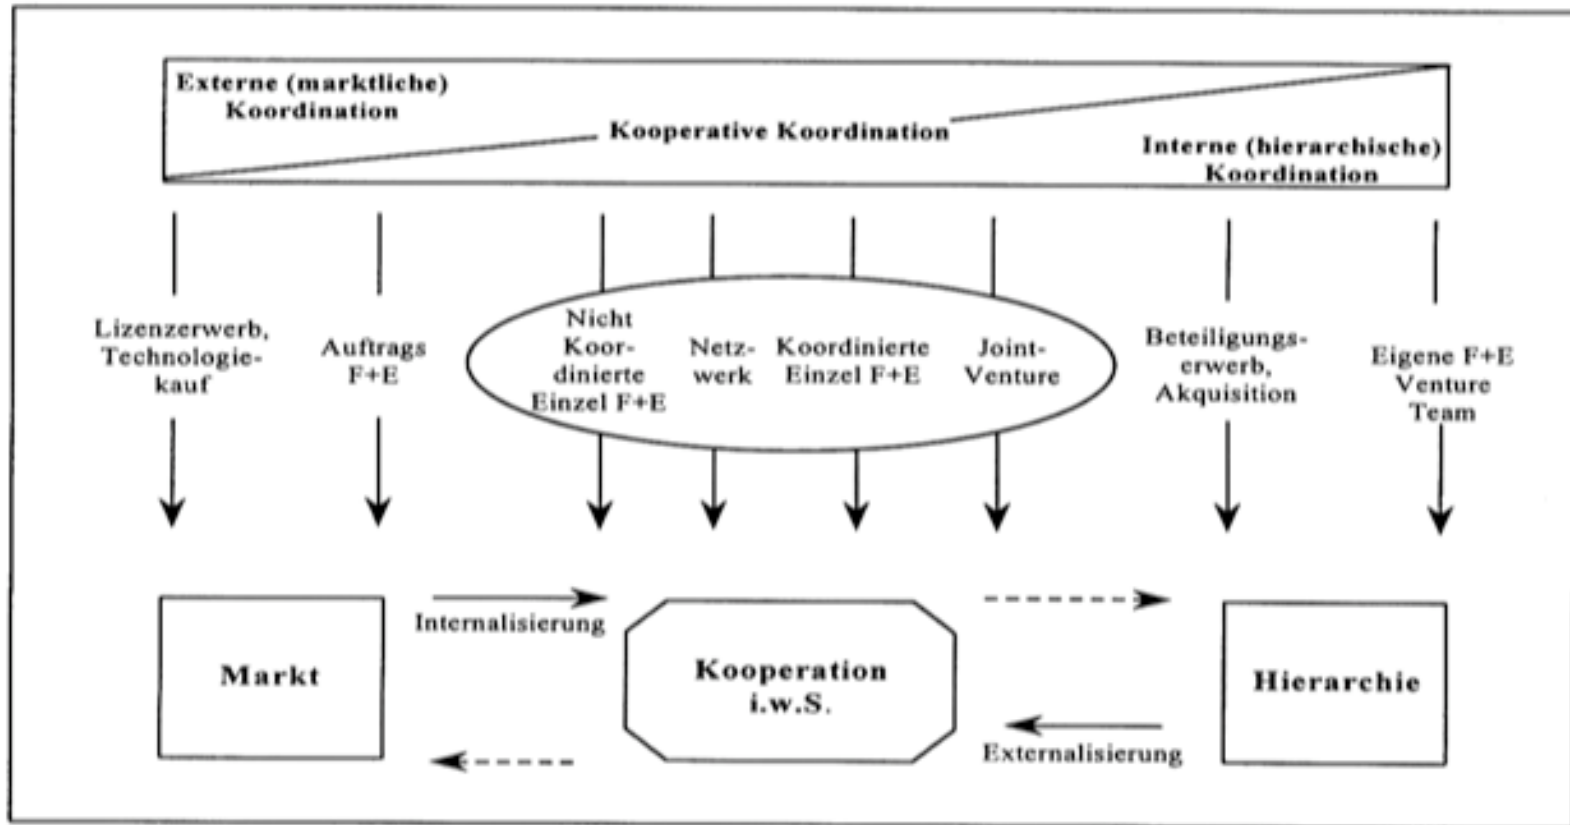 Externe (marktliche)
Koordination
Kooperative Koordination
Interne (hierarchische)
Koordination
Lizenzerwerb,
Technologie-
kauf
Auftrags
F+E
Nicht
Koor-
dinierte
Einzel F+E
Netz-
werk
Koordinierte
Einzel F+E
Joint-
Venture
Beteiligungs-
erwerb,
Akquisition
Eigene F+E
Venture
Team
Internalisierung
Markt
Kooperation
i.w.S.
Hierarchie
Externalisierung